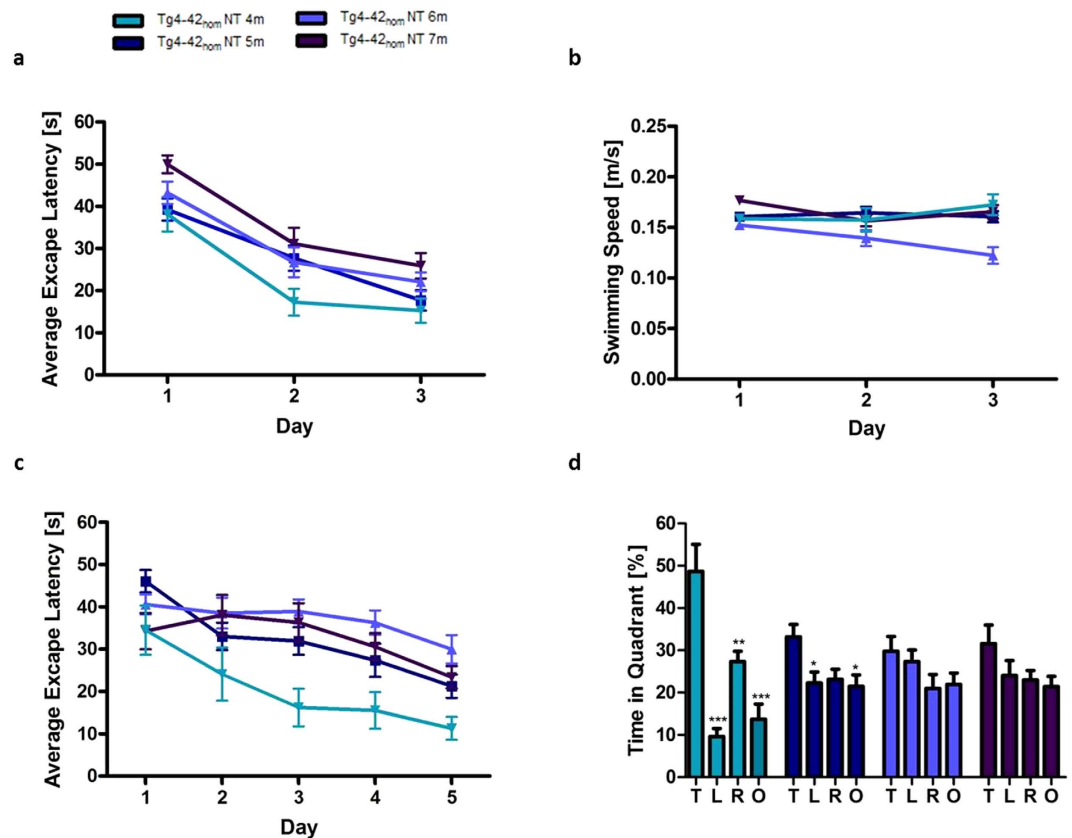 Tg4-42hom NT 4m Tg4-42hom NT 6m
Tg4-42hom NT 5m Tg4-42hom NT 7m
a
Average Excape Latency [s]
60
50
40
30
20
10
0
1 2 3
Day
b
Swimming Speed [m/s]
0.25
0.20
0.15
0.10
0.05
0.00
1 2 3
Day
c
Average Excape Latency [s]
60
50
40
30
20
10
0
1 2 3 4 5
Day
d
Time in Quadrant [%]
60
50
40
30
20
10
0
*** ** *** * *
T L R O T L R O T L R O T L R O